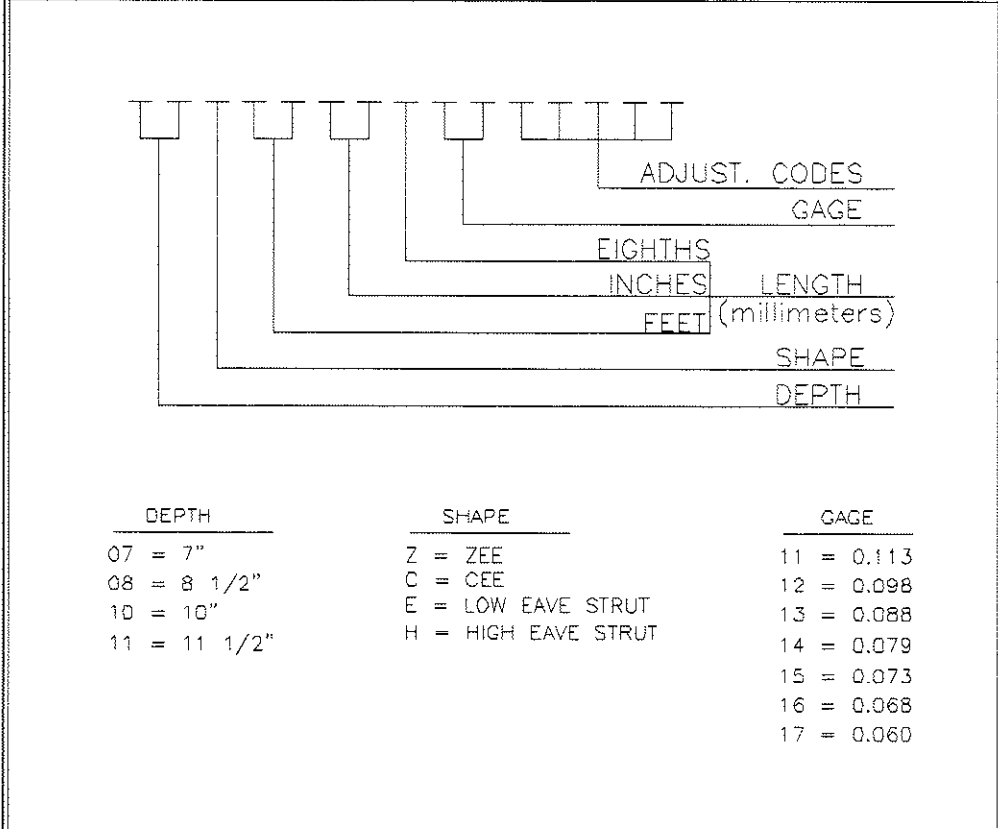 ADJUST. CODES
GAGE
EIGHTHS
INCHES LENGTH
(millimeters)
FEET
SHAPE
DEPTH
DEPTH
07 = 7"
08 = 8 1/2"
10 = 10"
11 = 11 1/2"
SHAPE
Z = ZEE
C = CEE
E = LOW EAVE STRUT
H = HIGH EAVE STRUT
GAGE
11 = 0.113
12 = 0.098
13 = 0.088
14 = 0.079
15 = 0.073
16 = 0.068
17 = 0.060